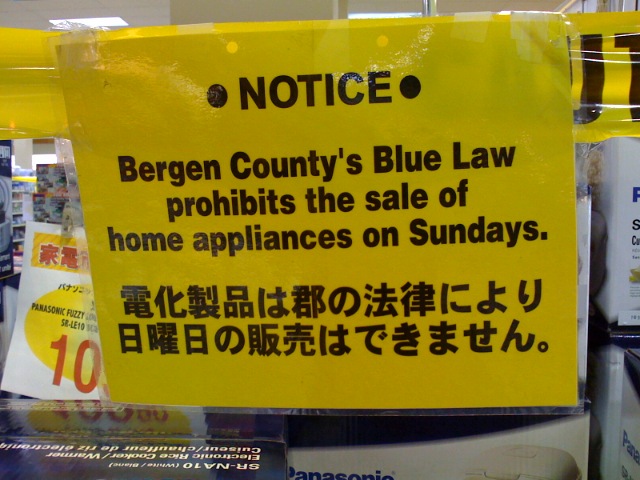 ● NOTICE ●
Bergen County's Blue Law
prohibits the sale of
home appliances on Sundays.
電化製品は郡の法律により
日曜日の販売はできません。
家電
パナソニ
PANASONIC FUZZY
SR-LE10
10
SR-NA10 (White / Blanc)
Electronic Rice Cooker / Warmer
Cuiseur/chauffeur de riz électronique
Panasonic